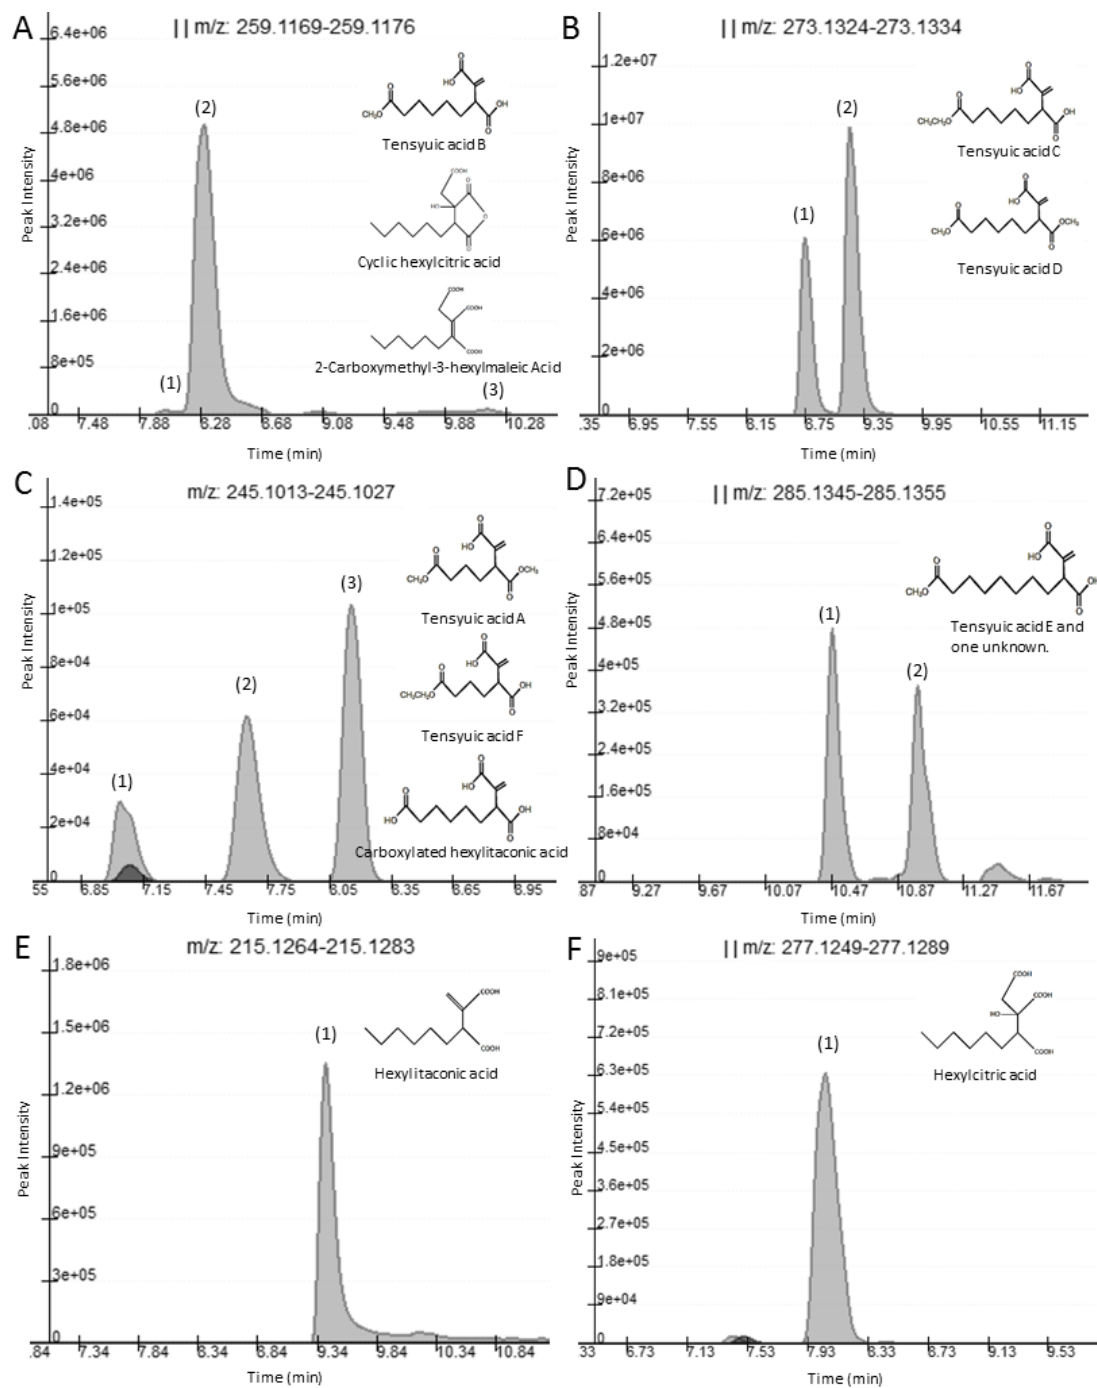 A
| | m/z: 259.1169-259.1176
6.4e+06
5.6e+06
4.8e+06
4e+06
3.2e+06
2.4e+06
1.6e+06
8e+05
0
Peak Intensity
(1)
(2)
(3)
Tensyuic acid B
Cyclic hexylcitric acid
2-Carboxymethyl-3-hexylmaleic Acid
.08 7.48 7.88 8.28 8.68 9.08 9.48 9.88 10.28
Time (min)
B
| | m/z: 273.1324-273.1334
1.2e+07
1e+07
8e+06
6e+06
4e+06
2e+06
0
Peak Intensity
(1)
(2)
Tensyuic acid C
Tensyuic acid D
.35 6.95 7.55 8.15 8.75 9.35 9.95 10.55 11.15
Time (min)
C
m/z: 245.1013-245.1027
1.4e+05
1.2e+05
1e+05
8e+04
6e+04
4e+04
2e+04
0
Peak Intensity
(1)
(2)
(3)
Tensyuic acid A
Tensyuic acid F
Carboxylated hexylitaconic acid
55 6.85 7.15 7.45 7.75 8.05 8.35 8.65 8.95
Time (min)
D
| | m/z: 285.1345-285.1355
7.2e+05
6.4e+05
5.6e+05
4.8e+05
4e+05
3.2e+05
2.4e+05
1.6e+05
8e+04
0
Peak Intensity
(1)
(2)
Tensyuic acid E and
one unknown.
87 9.27 9.67 10.07 10.47 10.87 11.27 11.67
Time (min)
E
m/z: 215.1264-215.1283
1.8e+06
1.5e+06
1.2e+06
9e+05
6e+05
3e+05
0
Peak Intensity
(1)
COOH
COOH
Hexylitaconic acid
.84 7.34 7.84 8.34 8.84 9.34 9.84 10.34 10.84
Time (min)
F
| | m/z: 277.1249-277.1289
9e+05
8.1e+05
7.2e+05
6.3e+05
5.4e+05
4.5e+05
3.6e+05
2.7e+05
1.8e+05
9e+04
0
Peak Intensity
(1)
COOH
COOH
HO
COOH
Hexylcitric acid
33 6.73 7.13 7.53 7.93 8.33 8.73 9.13 9.53
Time (min)